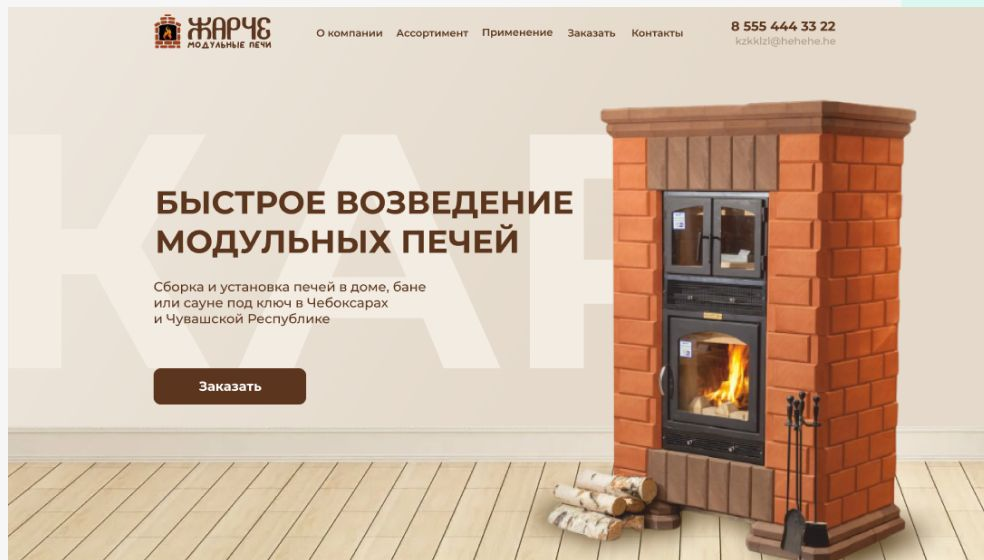 ЖАРЧЕ
МОДУЛЬНЫЕ ПЕЧИ
О компании
Ассортимент
Применение
Заказать
Контакты
8 555 444 33 22
kzkklzl@hehehe.he
КАР
БЫСТРОЕ ВОЗВЕДЕНИЕ
МОДУЛЬНЫХ ПЕЧЕЙ
Сборка и установка печей в доме, бане
или сауне под ключ в Чебоксарах
и Чувашской Республике
Заказать